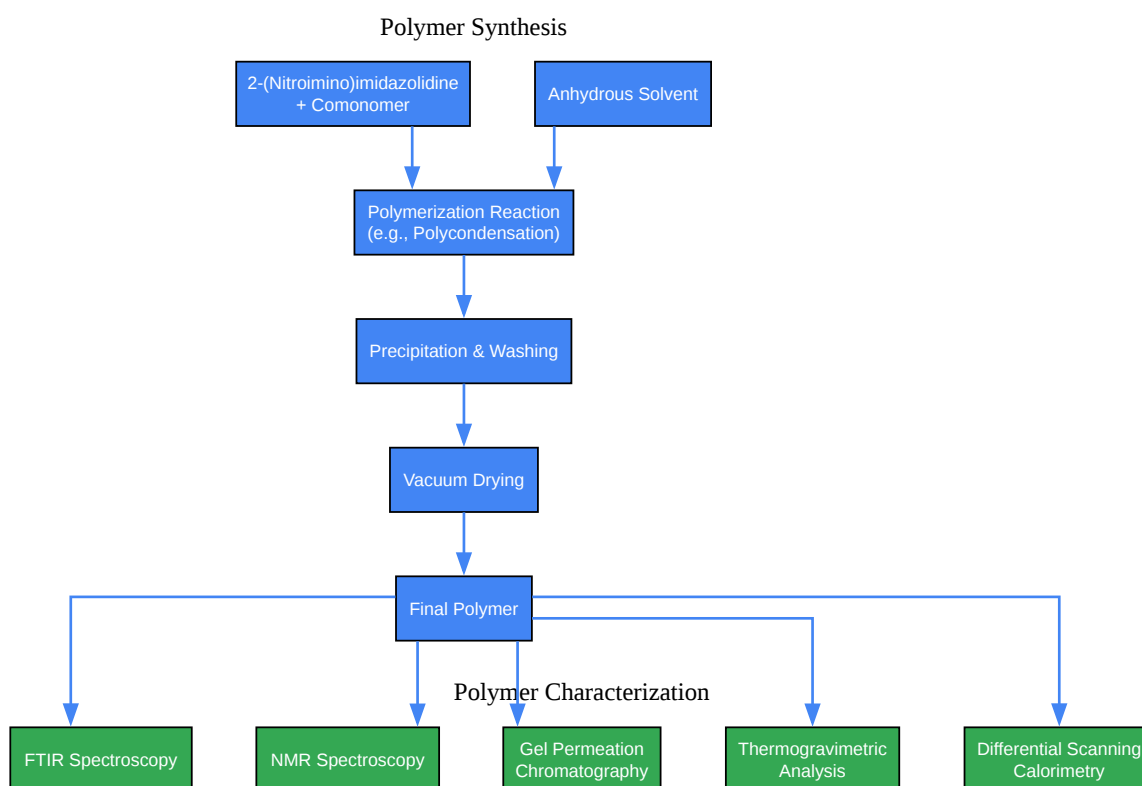 Polymer Synthesis
2-(Nitroimino)imidazolidine
+ Comonomer
Anhydrous Solvent
Polymerization Reaction
(e.g., Polycondensation)
Precipitation & Washing
Vacuum Drying
Final Polymer
Polymer Characterization
FTIR Spectroscopy
NMR Spectroscopy
Gel Permeation
Chromatography
Thermogravimetric
Analysis
Differential Scanning
Calorimetry